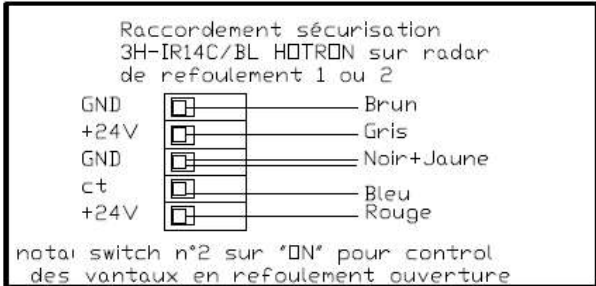 Raccordement sécurisation
3H-IR14C/BL HOTRON sur radar
de refoulement 1 ou 2
GND Brun
+24V Gris
GND Noir+Jaune
ct Bleu
+24V Rouge
nota: switch n°2 sur "ON" pour control
des vantaux en refoulement ouverture